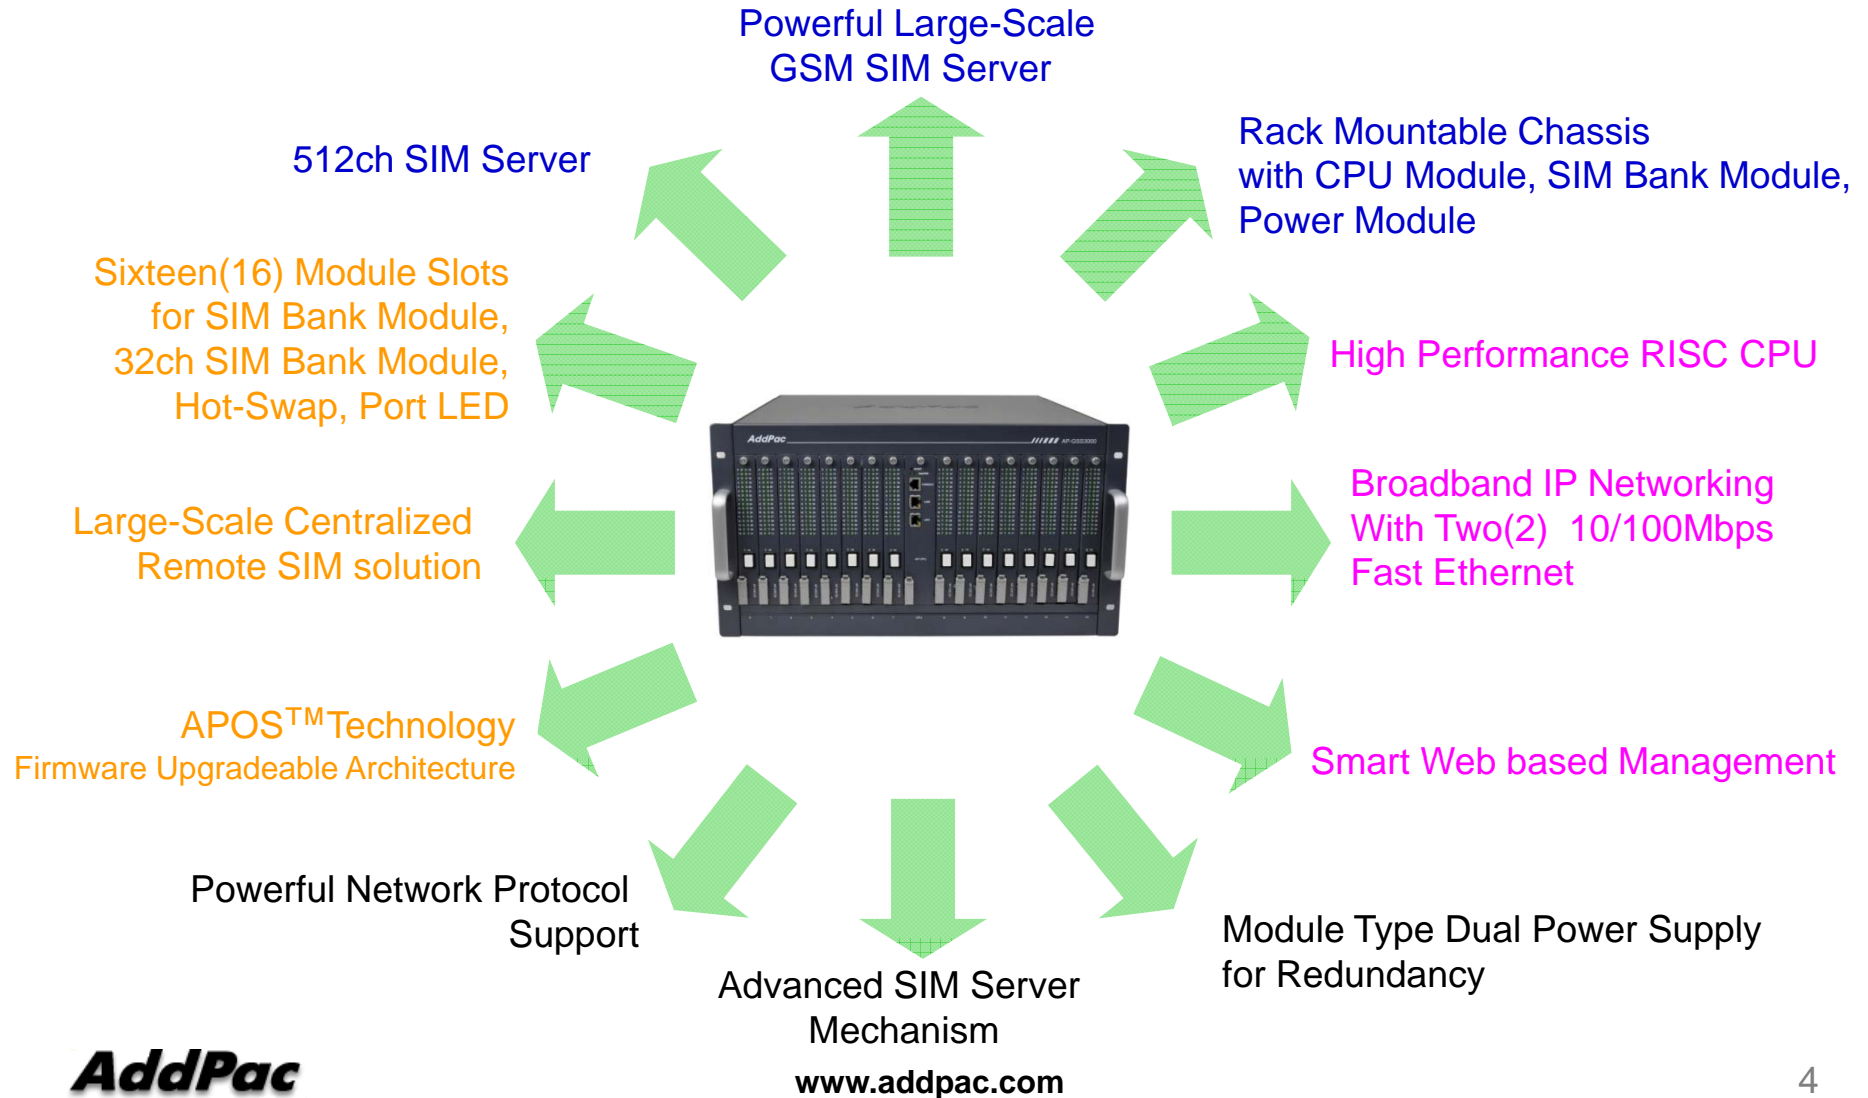 Powerful Large-Scale
GSM SIM Server
512ch SIM Server
Rack Mountable Chassis
with CPU Module, SIM Bank Module,
Power Module
Sixteen(16) Module Slots
for SIM Bank Module,
32ch SIM Bank Module,
Hot-Swap, Port LED
High Performance RISC CPU
AddPac
AP-GSS3000
Large-Scale Centralized
Remote SIM solution
Broadband IP Networking
With Two(2) 10/100Mbps
Fast Ethernet
APOS™Technology
Firmware Upgradeable Architecture
Smart Web based Management
Powerful Network Protocol
Support
Advanced SIM Server
Mechanism
Module Type Dual Power Supply
for Redundancy
AddPac
www.addpac.com
4